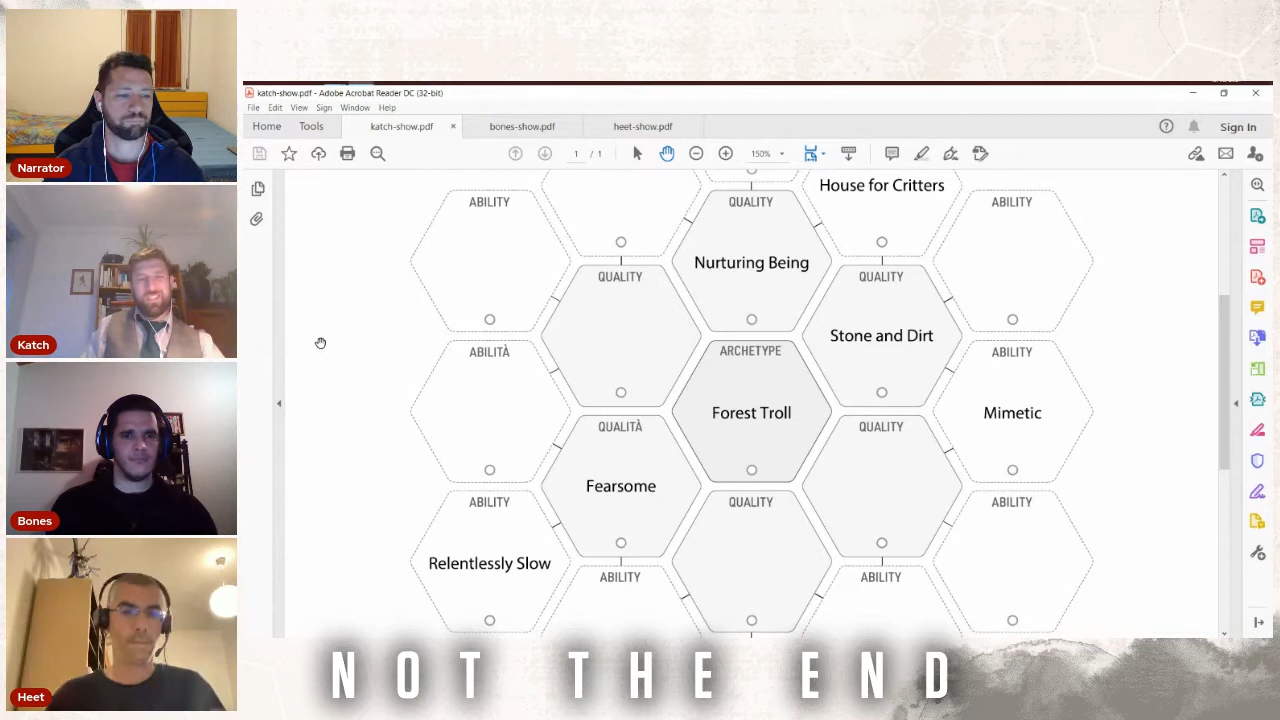 Narrator
Katch
Bones
Heet
katch-show.pdf - Adobe Acrobat Reader DC (32-bit)
File Edit View Sign Window Help
Home Tools katch-show.pdf × bones-show.pdf heet-show.pdf Sign In
1 / 1 150%
House for Critters
ABILITY QUALITY ABILITY
Nurturing Being
QUALITY QUALITY
Stone and Dirt
ABILITÀ ARCHETYPE ABILITY
Forest Troll Mimetic
QUALITÀ QUALITY
Fearsome
ABILITY QUALITY ABILITY
Relentlessly Slow
ABILITY ABILITY
NOT THE END